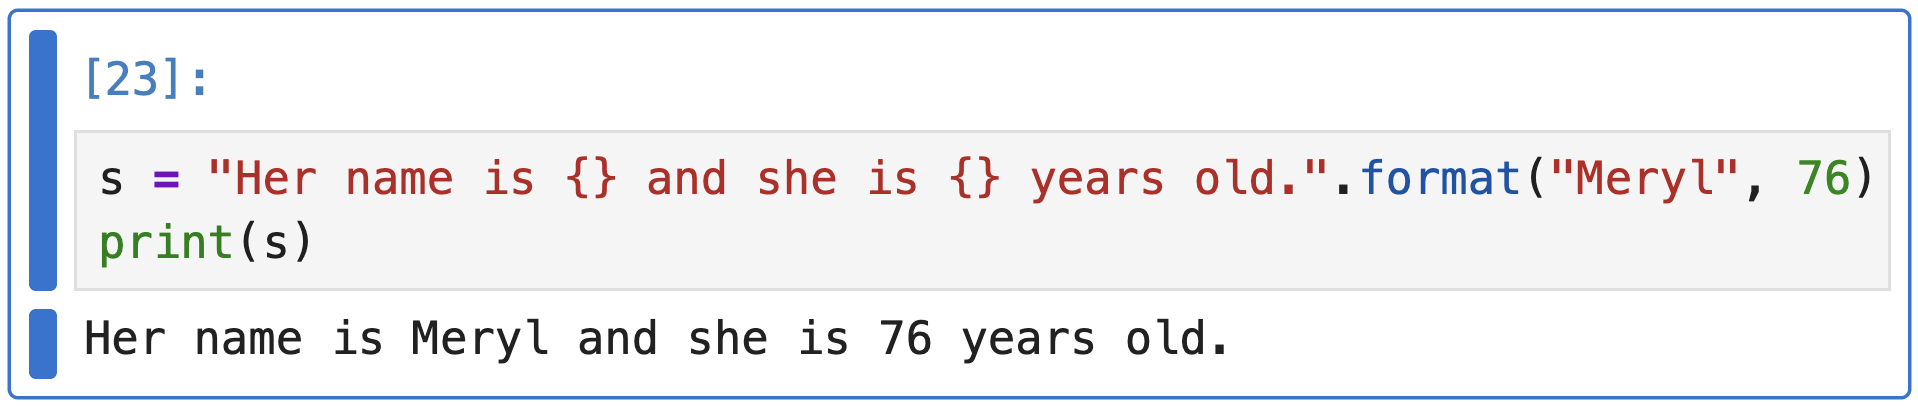 [23]:
s = "Her name is {} and she is {} years old.".format("Meryl", 76)
print(s)
Her name is Meryl and she is 76 years old.